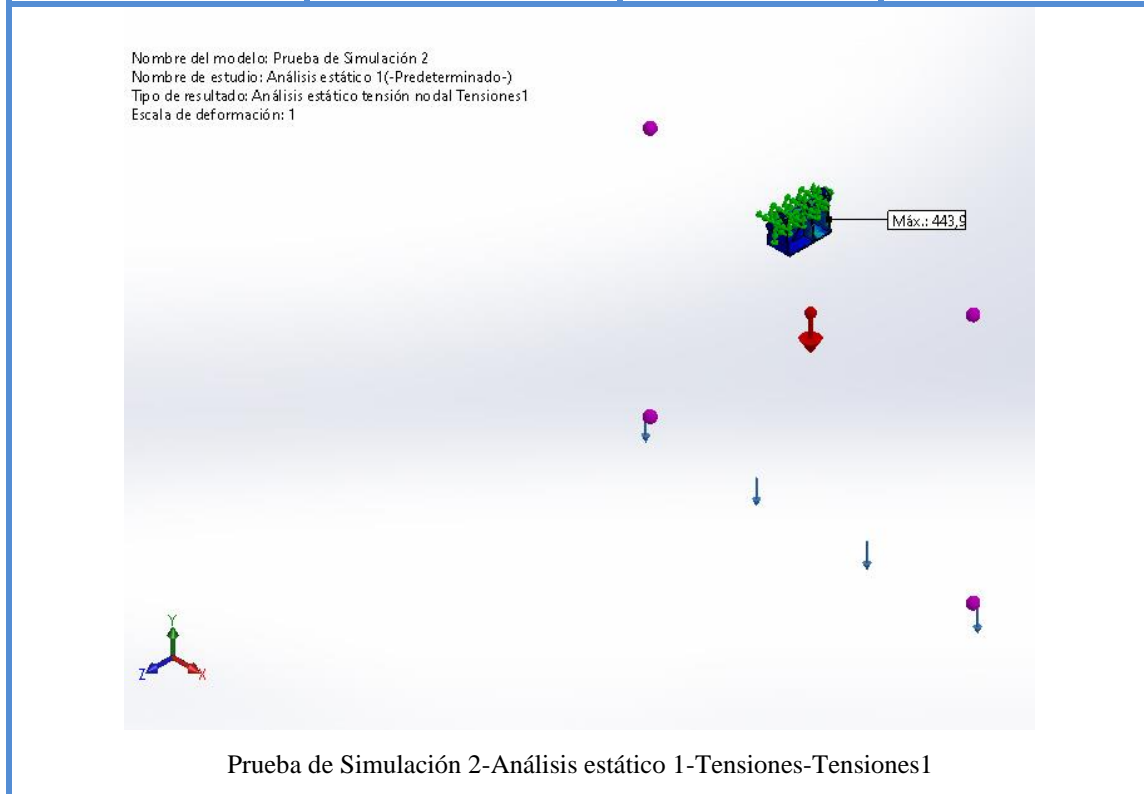 Nombre del modelo: Prueba de Simulación 2
Nombre de estudio: Análisis estático 1(-Predeterminado-)
Tipo de resultado: Análisis estático tensión nodal Tensiones1
Escala de deformación: 1
Máx.: 443,9
Y
Z
X
Prueba de Simulación 2-Análisis estático 1-Tensiones-Tensiones1